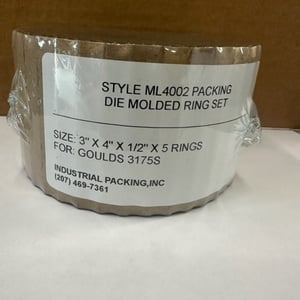 STYLE ML4002 PACKING
DIE MOLDED RING SET
SIZE: 3" X 4" X 1/2" X 5 RINGS
FOR: GOULDS 3175S
INDUSTRIAL PACKING,INC
(207) 469-7361